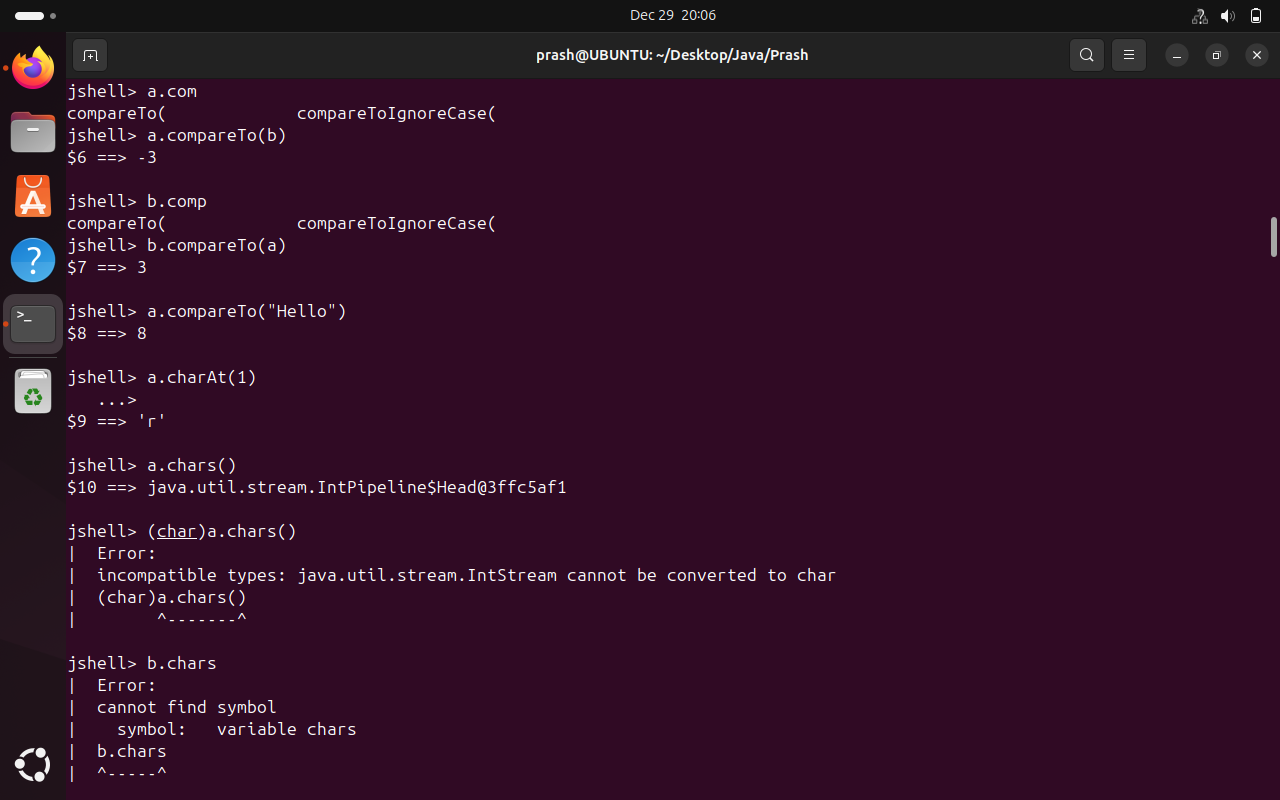 Dec 29 20:06
prash@UBUNTU: ~/Desktop/Java/Prash
jshell> a.com
compareTo(             compareToIgnoreCase(
jshell> a.compareTo(b)
$6 ==> -3
jshell> b.comp
compareTo(             compareToIgnoreCase(
jshell> b.compareTo(a)
$7 ==> 3
jshell> a.compareTo("Hello")
$8 ==> 8
jshell> a.charAt(1)
   ...>
$9 ==> 'r'
jshell> a.chars()
$10 ==> java.util.stream.IntPipeline$Head@3ffc5af1
jshell> (char)a.chars()
|  Error:
|  incompatible types: java.util.stream.IntStream cannot be converted to char
|  (char)a.chars()
|        ^-------^
jshell> b.chars
|  Error:
|  cannot find symbol
|    symbol:   variable chars
|  b.chars
|  ^-----^